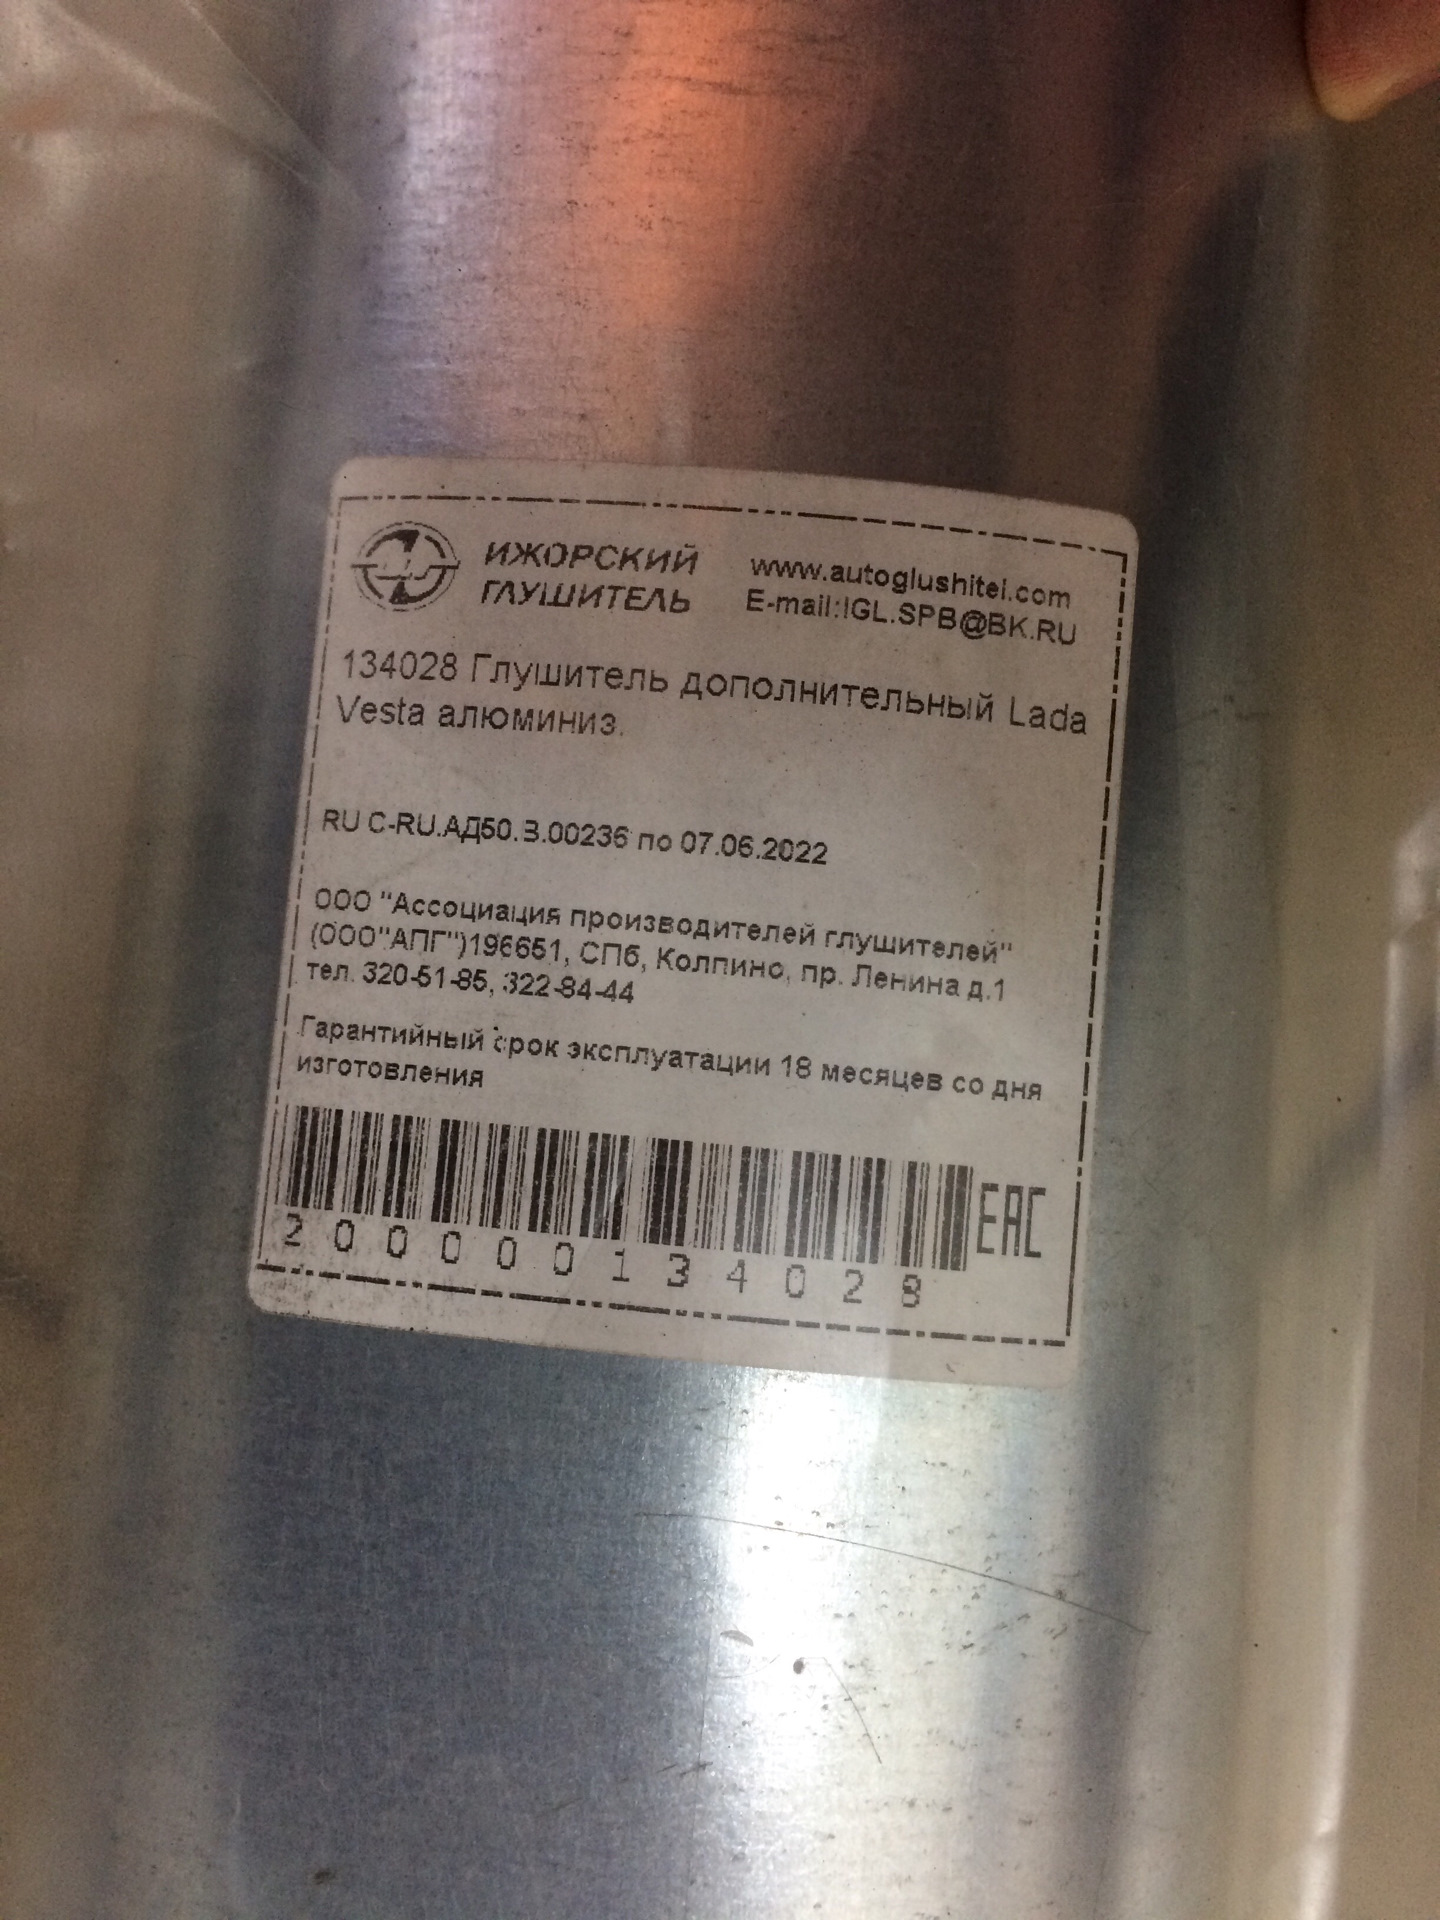 ИЖОРСКИЙ
ГЛУШИТЕЛЬ
www.autoglushitel.com
E-mail:IGL.SPB@BK.RU
134028 Глушитель дополнительный Lada
Vesta алюминиз.
RU C-RU.АД50.В.00236 по 07.06.2022
ООО "Ассоциация производителей глушителей"
(ООО"АПГ")196651, СПб, Колпино, пр. Ленина д.1
тел. 320-51-85, 322-84-44
Гарантийный срок эксплуатации 18 месяцев со дня
изготовления
2000000134028
EAC